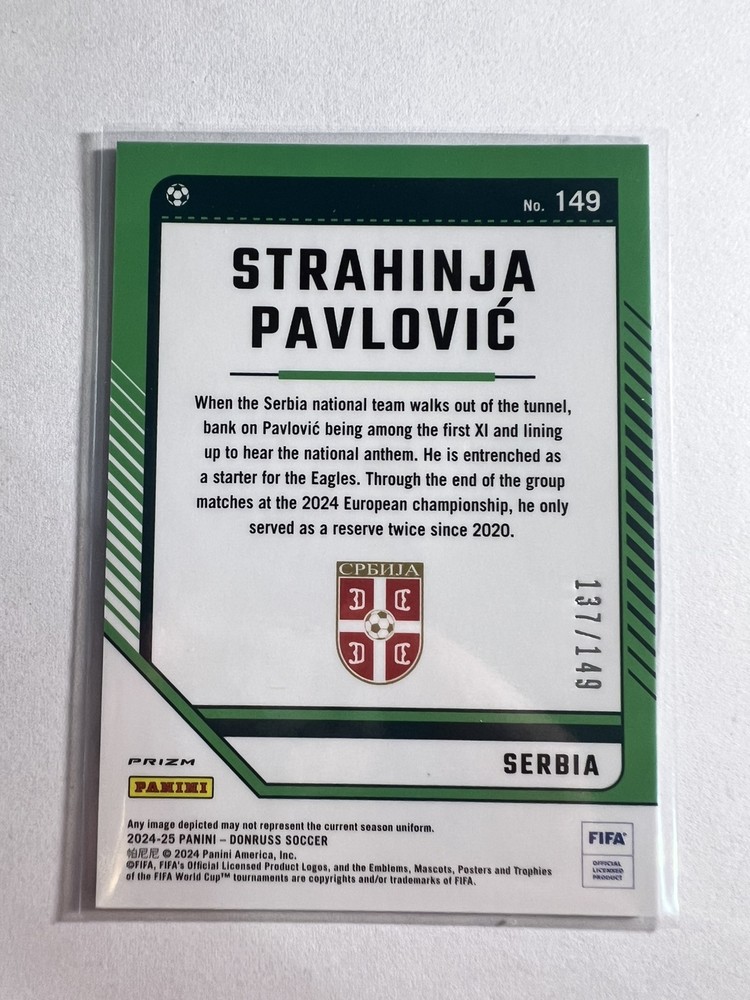 No. 149
STRAHINJA
PAVLOVIĆ
When the Serbia national team walks out of the tunnel,
bank on Pavlović being among the first XI and lining
up to hear the national anthem. He is entrenched as
a starter for the Eagles. Through the end of the group
matches at the 2024 European championship, he only
served as a reserve twice since 2020.
СРБИЈА
137/149
SERBIA
PRIZM
PANINI
Any image depicted may not represent the current season uniform.
2024-25 PANINI – DONRUSS SOCCER
帕尼尼 © 2024 Panini America, Inc.
©FIFA, FIFA's Official Licensed Product Logos, and the Emblems, Mascots, Posters and Trophies
of the FIFA World Cup™ tournaments are copyrights and/or trademarks of FIFA.
FIFA®
OFFICIAL
LICENSED
PRODUCT